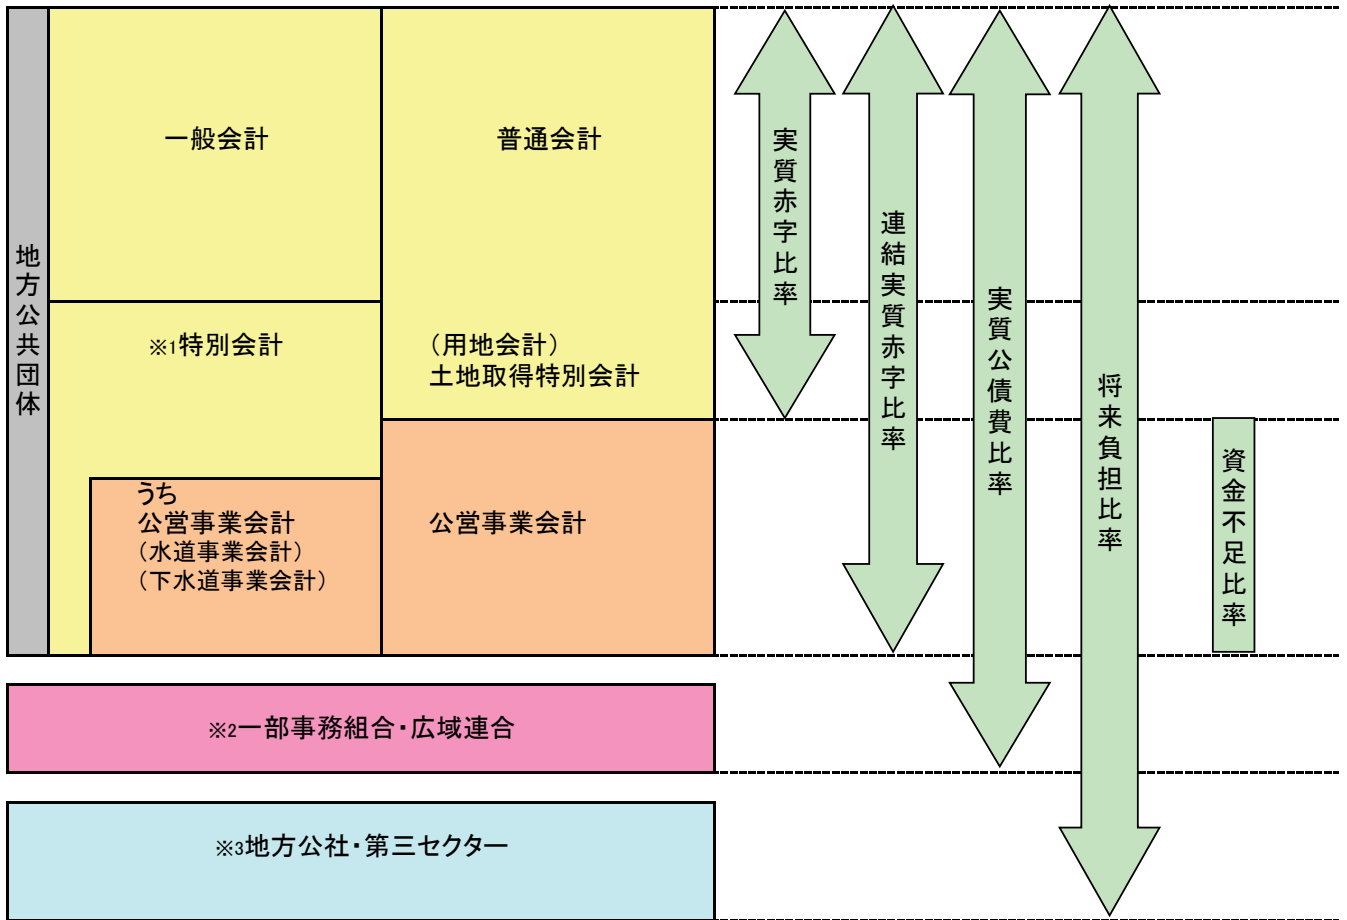 地方公共団体
一般会計
普通会計
※1特別会計
（用地会計）
土地取得特別会計
うち
公営事業会計
（水道事業会計）
（下水道事業会計）
公営事業会計
※2一部事務組合・広域連合
※3地方公社・第三セクター
実質赤字比率
連結実質赤字比率
実質公債費比率
将来負担比率
資金不足比率